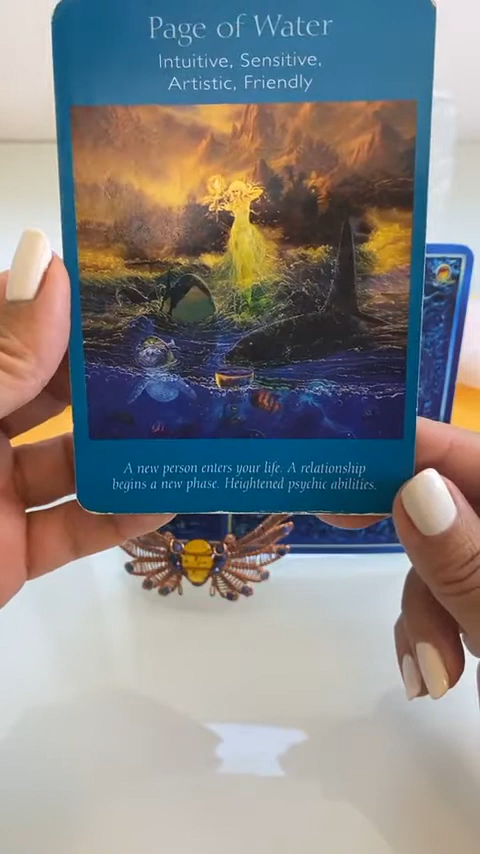 Page of Water
Intuitive, Sensitive,
Artistic, Friendly
A new person enters your life. A relationship
begins a new phase. Heightened psychic abilities.